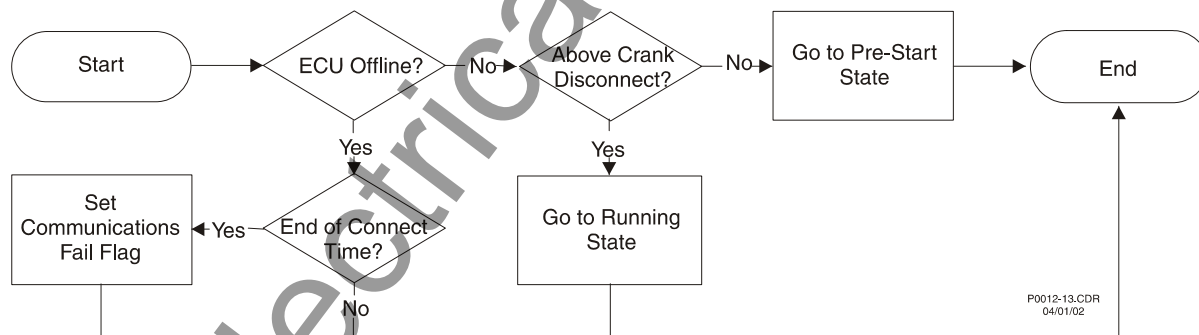 Start
ECU Offline?
No
Above Crank
Disconnect?
No
Go to Pre-Start
State
End
Yes
Yes
Set
Communications
Fail Flag
Yes
End of Connect
Time?
Go to Running
State
No
P0012-13.CDR
04/01/02